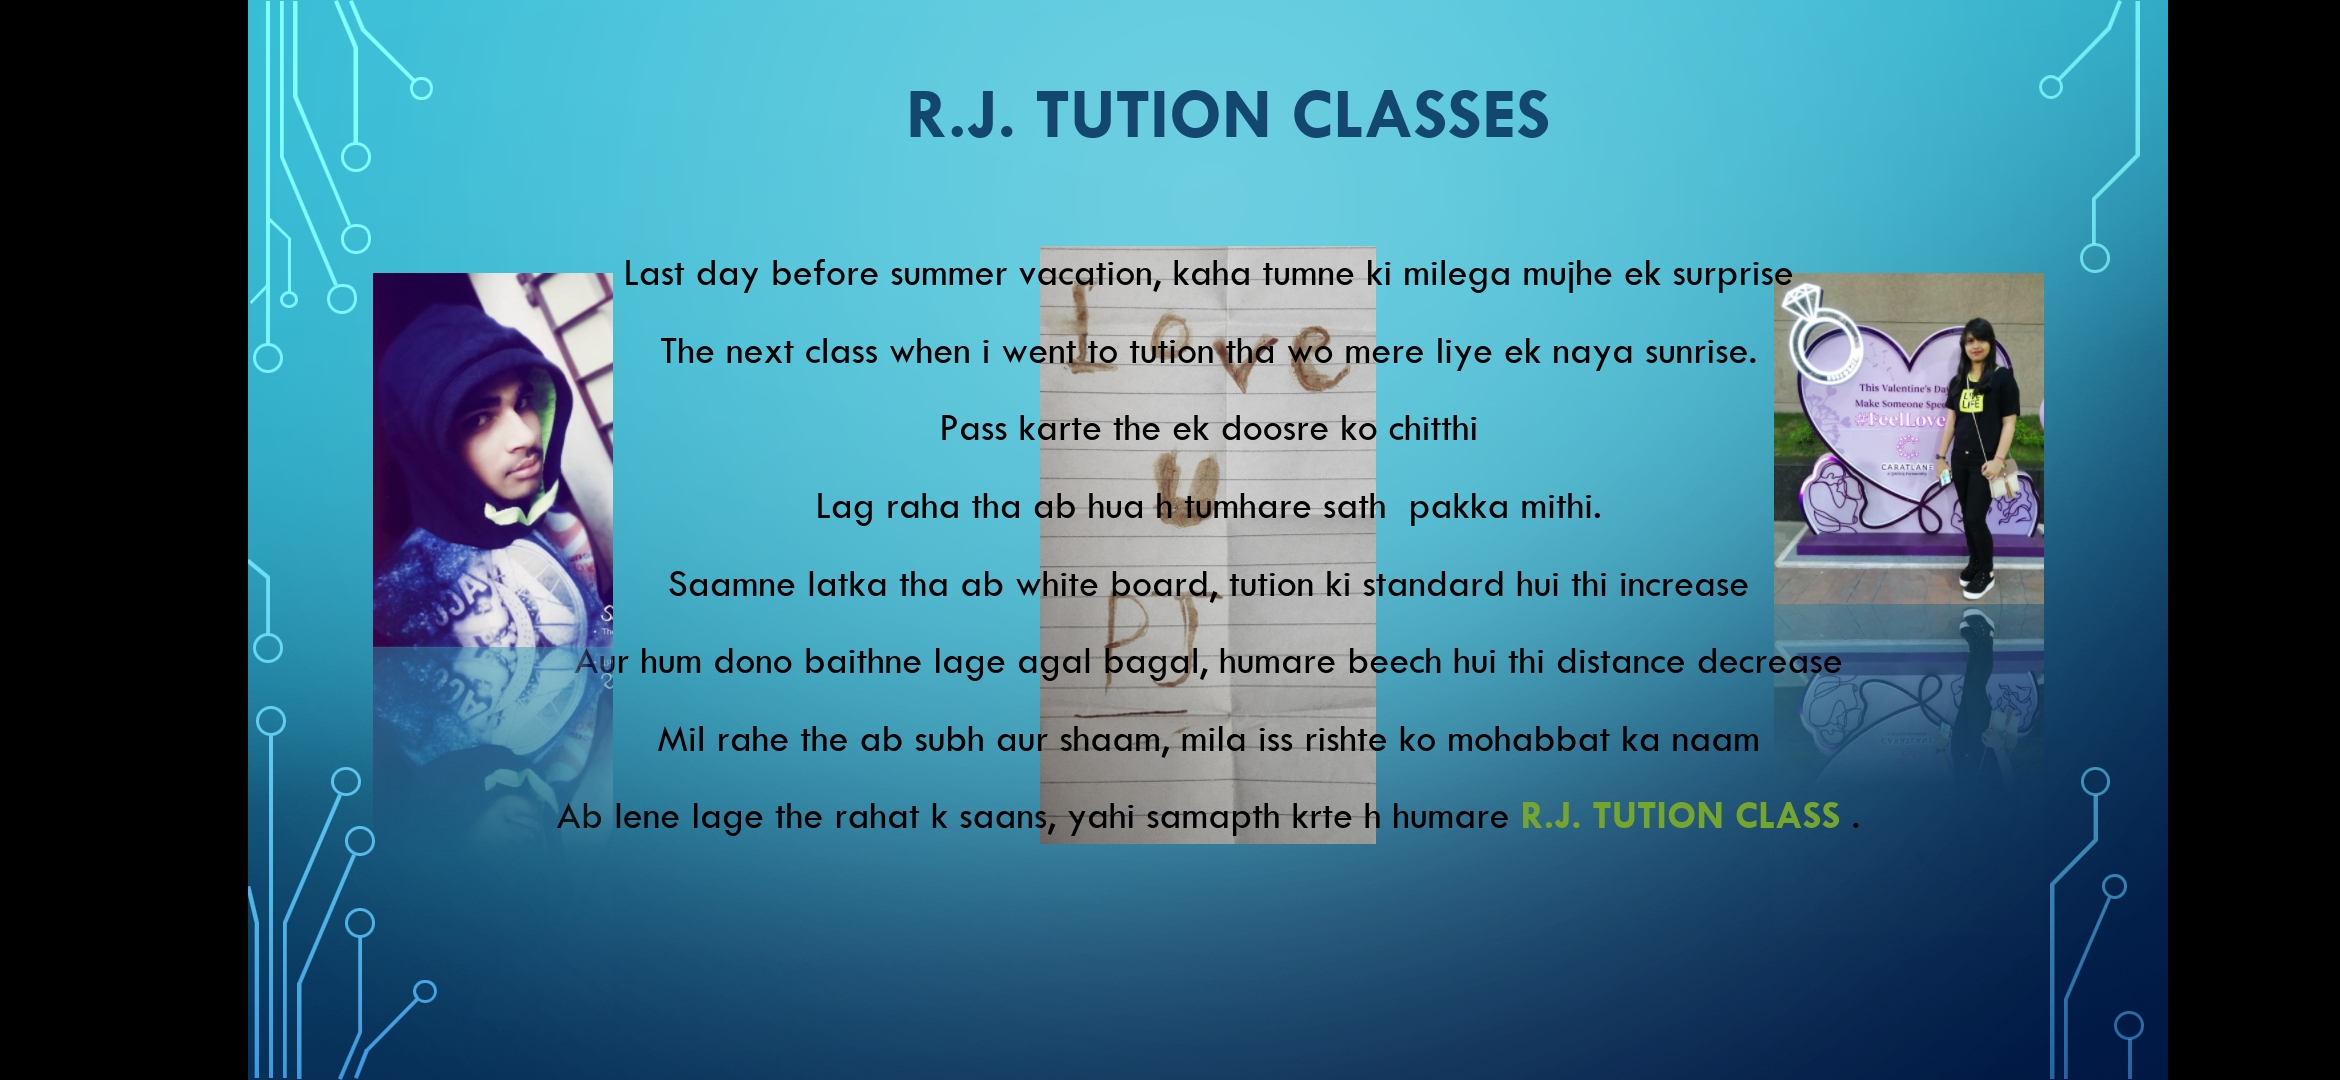 R.J. TUTION CLASSES
Last day before summer vacation, kaha tumne ki milega mujhe ek surprise
The next class when i went to tution tha wo mere liye ek naya sunrise.
Pass karte the ek doosre ko chitthi
Lag raha tha ab hua h tumhare sath pakka mithi.
Saamne latka tha ab white board, tution ki standard hui thi increase
Aur hum dono baithne lage agal bagal, humare beech hui thi distance decrease
Mil rahe the ab subh aur shaam, mila iss rishte ko mohabbat ka naam
Ab lene lage the rahat k saans, yahi samapth krte h humare R.J. TUTION CLASS .
Love
U
PJ
This Valentine's Day
Make Someone
#FeelLove
CARATLANE
LIVE
LIFE